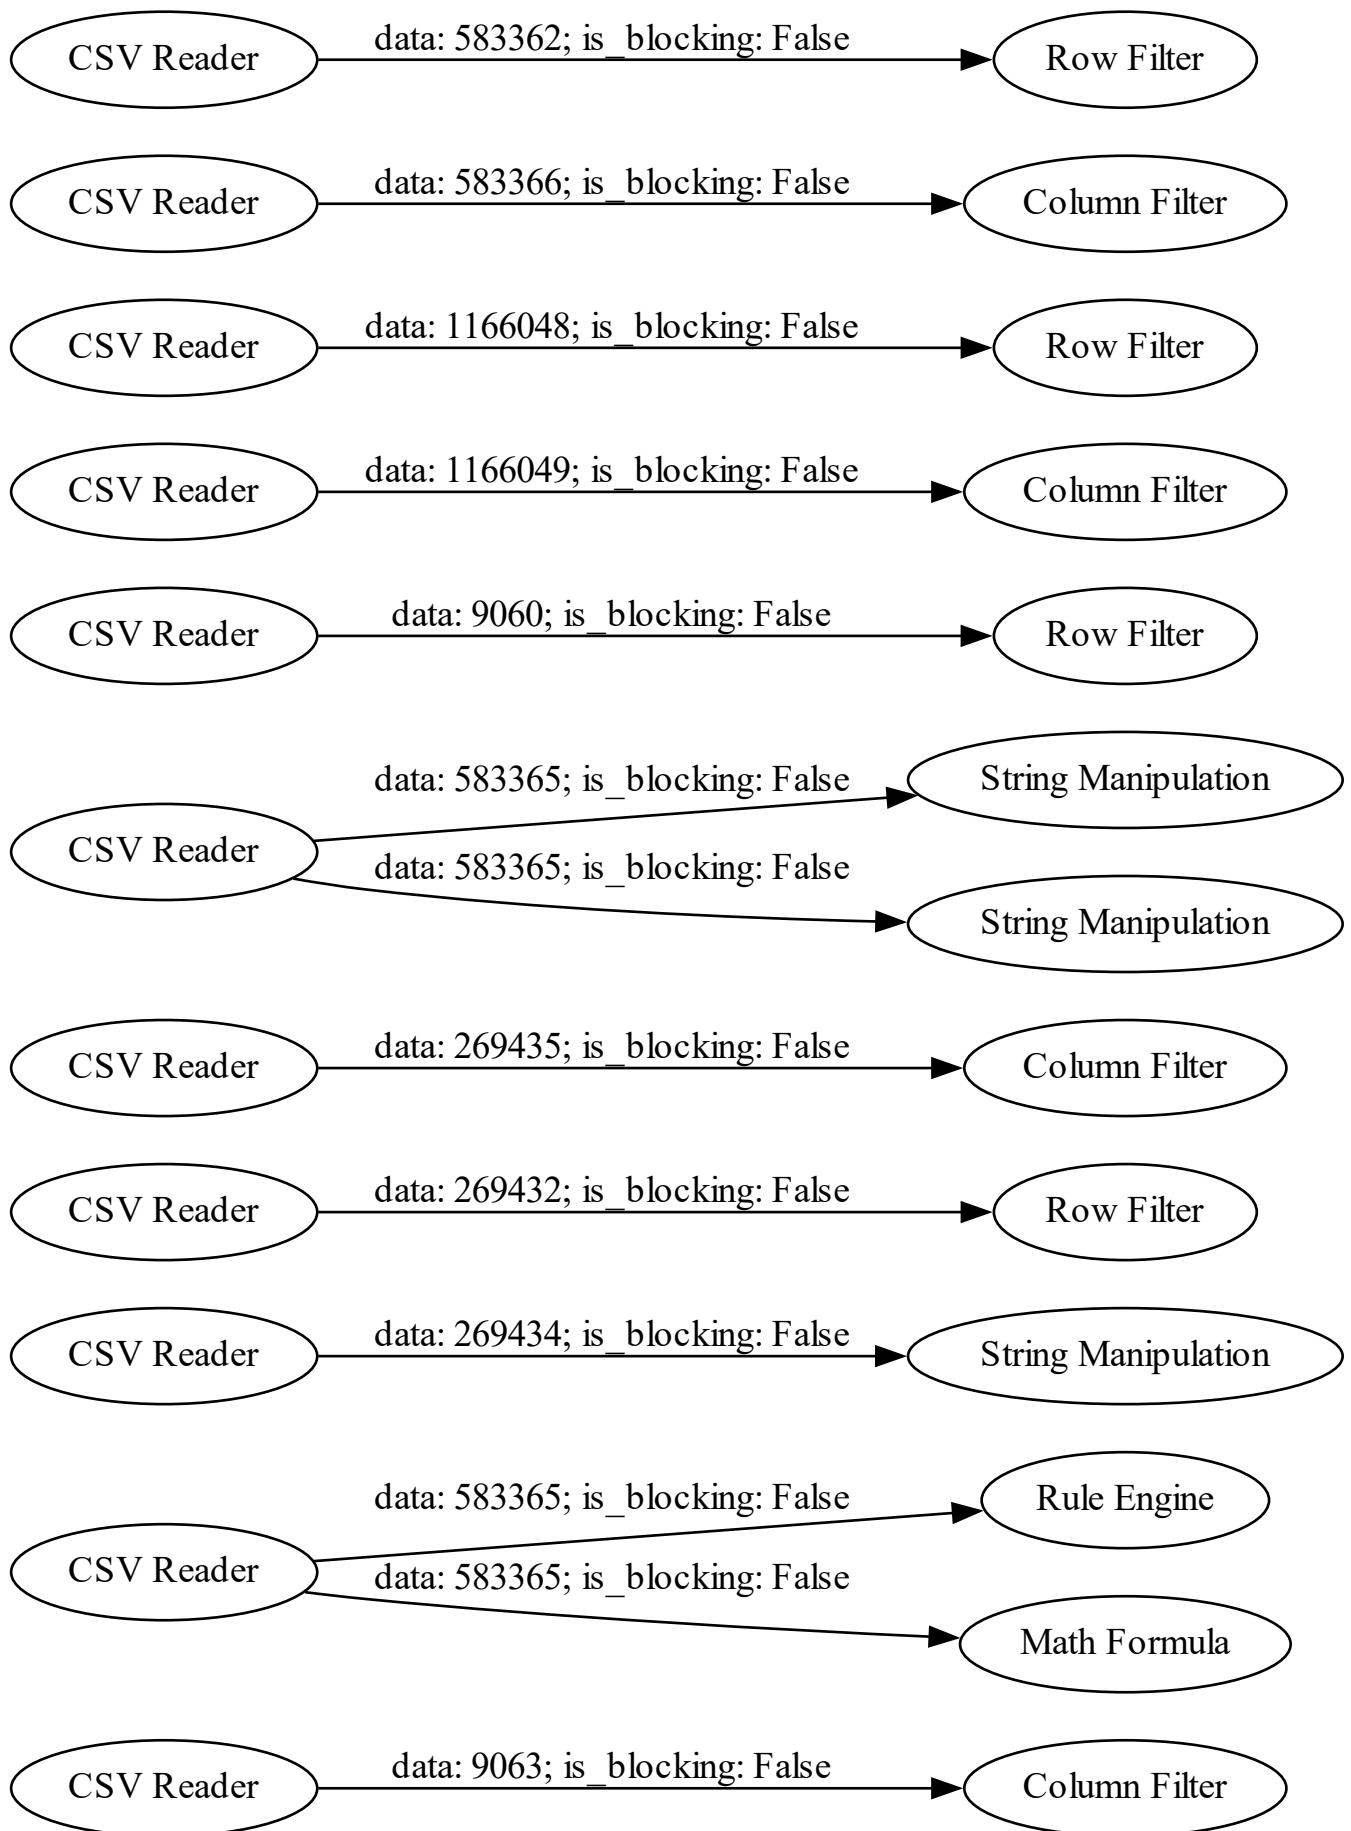 CSV Reader data: 583362; is_blocking: False Row Filter
CSV Reader data: 583366; is_blocking: False Column Filter
CSV Reader data: 1166048; is_blocking: False Row Filter
CSV Reader data: 1166049; is_blocking: False Column Filter
CSV Reader data: 9060; is_blocking: False Row Filter
data: 583365; is_blocking: False String Manipulation
CSV Reader
data: 583365; is_blocking: False String Manipulation
CSV Reader data: 269435; is_blocking: False Column Filter
CSV Reader data: 269432; is_blocking: False Row Filter
CSV Reader data: 269434; is_blocking: False String Manipulation
data: 583365; is_blocking: False Rule Engine
CSV Reader
data: 583365; is_blocking: False Math Formula
CSV Reader data: 9063; is_blocking: False Column Filter